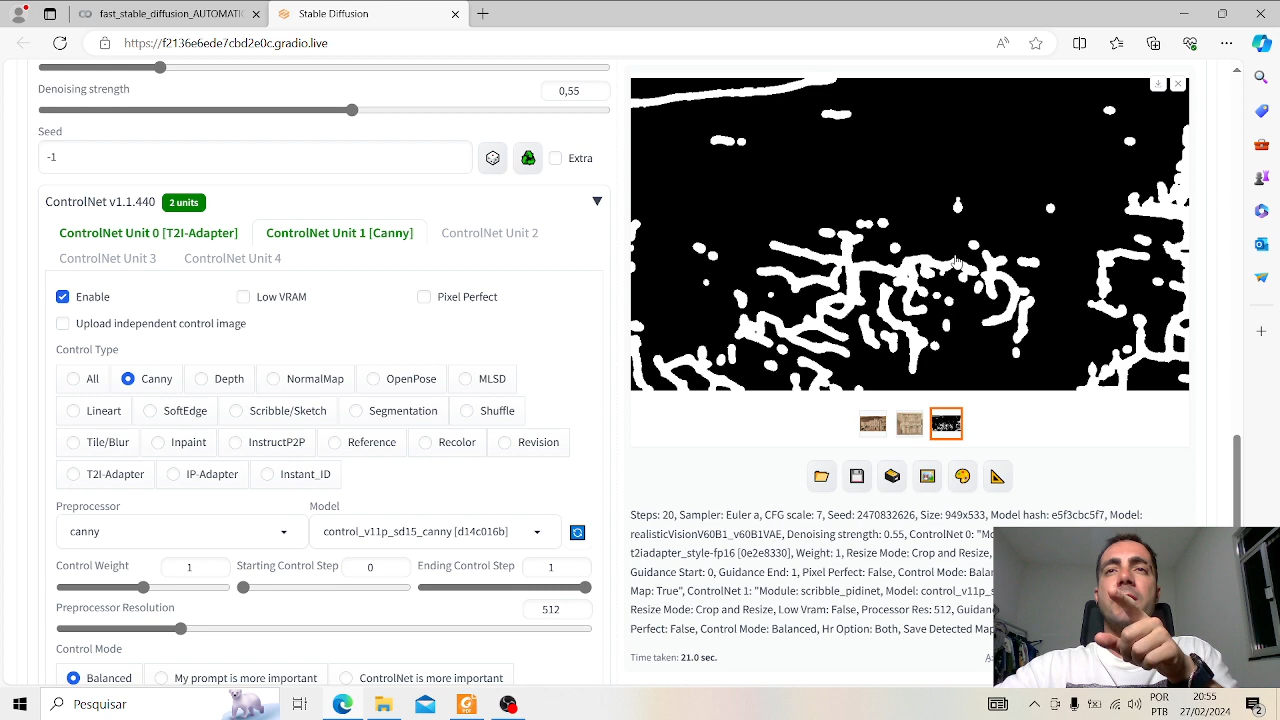 fast_stable_diffusion_AUTOMATIC
Stable Diffusion
https://f2136e6ede7cbd2e0c.gradio.live
Denoising strength
0,55
Seed
-1
Extra
ControlNet v1.1.440
2 units
ControlNet Unit 0 [T2I-Adapter]
ControlNet Unit 1 [Canny]
ControlNet Unit 2
ControlNet Unit 3
ControlNet Unit 4
Enable
Low VRAM
Pixel Perfect
Upload independent control image
Control Type
All
Canny
Depth
NormalMap
OpenPose
MLSD
Lineart
SoftEdge
Scribble/Sketch
Segmentation
Shuffle
Tile/Blur
Inpaint
InstructP2P
Reference
Recolor
Revision
T2I-Adapter
IP-Adapter
Instant_ID
Preprocessor
Model
canny
control_v11p_sd15_canny [d14c016b]
Control Weight
1
Starting Control Step
0
Ending Control Step
1
Preprocessor Resolution
512
Control Mode
Balanced
My prompt is more important
ControlNet is more important
Steps: 20, Sampler: Euler a, CFG scale: 7, Seed: 2470832626, Size: 949x533, Model hash: e5f3cbc5f7, Model:
realisticVisionV60B1_v60B1VAE, Denoising strength: 0.55, ControlNet 0: "Mo
t2iadapter_style-fp16 [0e2e8330], Weight: 1, Resize Mode: Crop and Resize,
Guidance Start: 0, Guidance End: 1, Pixel Perfect: False, Control Mode: Balanc
Map: True", ControlNet 1: "Module: scribble_pidinet, Model: control_v11p_s
Resize Mode: Crop and Resize, Low Vram: False, Processor Res: 512, Guidanc
Perfect: False, Control Mode: Balanced, Hr Option: Both, Save Detected Map
Time taken: 21.0 sec.
Pesquisar
POR
PTB
20:55
27/02/2024